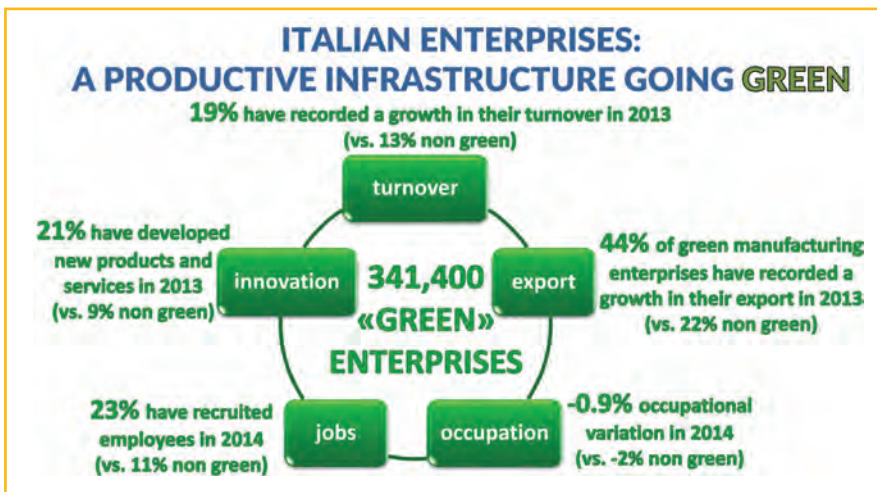 ITALIAN ENTERPRISES:
A PRODUCTIVE INFRASTRUCTURE GOING GREEN
19% have recorded a growth in their turnover in 2013
(vs. 13% non green)
turnover
21% have developed
new products and
services in 2013
(vs. 9% non green)
innovation
341,400
«GREEN»
ENTERPRISES
export
44% of green manufacturing
enterprises have recorded a
growth in their export in 2013
(vs. 22% non green)
23% have recruited
employees in 2014
(vs. 11% non green)
jobs
occupation
-0.9% occupational
variation in 2014
(vs. -2% non green)